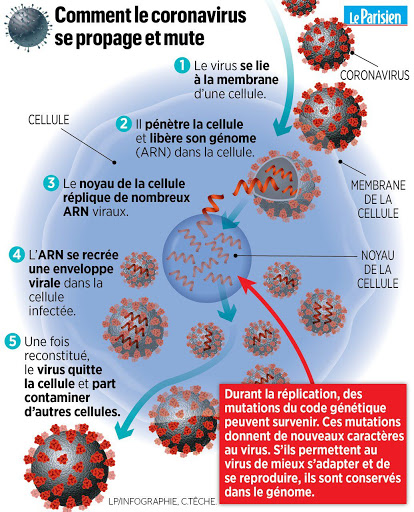 Comment le coronavirus
se propage et mute
Le Parisien
1 Le virus se lie
à la membrane
d'une cellule.
CORONAVIRUS
CELLULE
2 Il pénètre la cellule
et libère son génome
(ARN) dans la cellule.
3 Le noyau de la cellule
réplique de nombreux
ARN viraux.
MEMBRANE
DE LA
CELLULE
4 L'ARN se recrée
une enveloppe
virale dans la
cellule
infectée.
NOYAU
DE LA
CELLULE
5 Une fois
reconstitué,
le virus quitte
la cellule et part
contaminer
d'autres cellules.
Durant la réplication, des
mutations du code génétique
peuvent survenir. Ces mutations
donnent de nouveaux caractères
au virus. S'ils permettent au
virus de mieux s'adapter et de
se reproduire, ils sont conservés
dans le génome.
LP/INFOGRAPHIE, C.TÈCHE.